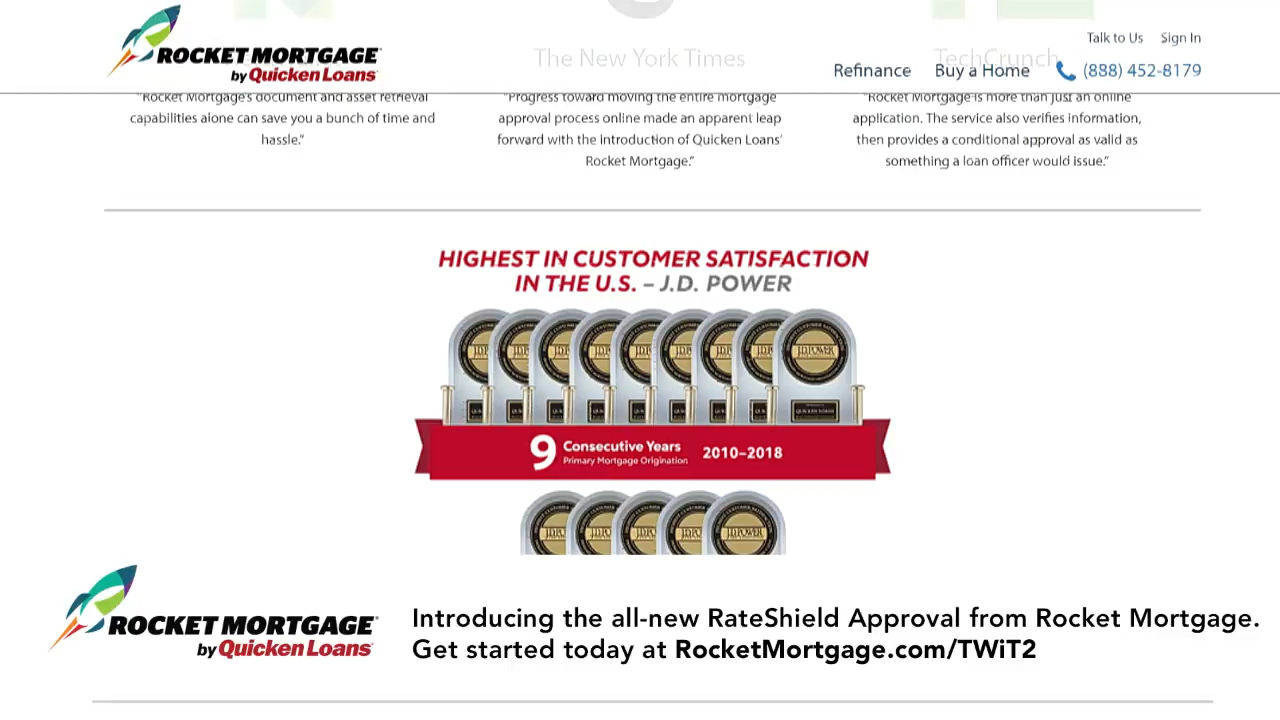 ROCKET MORTGAGE
by Quicken Loans
Talk to Us Sign In
The New York Times
TechCrunch
Refinance Buy a Home (888) 452-8179
"Rocket Mortgage's document and asset retrieval
capabilities alone can save you a bunch of time and
hassle."
"Progress toward moving the entire mortgage
approval process online made an apparent leap
forward with the introduction of Quicken Loans'
Rocket Mortgage."
"Rocket Mortgage is more than just an online
application. The service also verifies information,
then provides a conditional approval as valid as
something a loan officer would issue."
HIGHEST IN CUSTOMER SATISFACTION
IN THE U.S. – J.D. POWER
J.D. POWER
QUICKEN LOANS
9 Consecutive Years
Primary Mortgage Origination
2010–2018
J.D. POWER
ROCKET MORTGAGE
by Quicken Loans
Introducing the all-new RateShield Approval from Rocket Mortgage.
Get started today at RocketMortgage.com/TWiT2